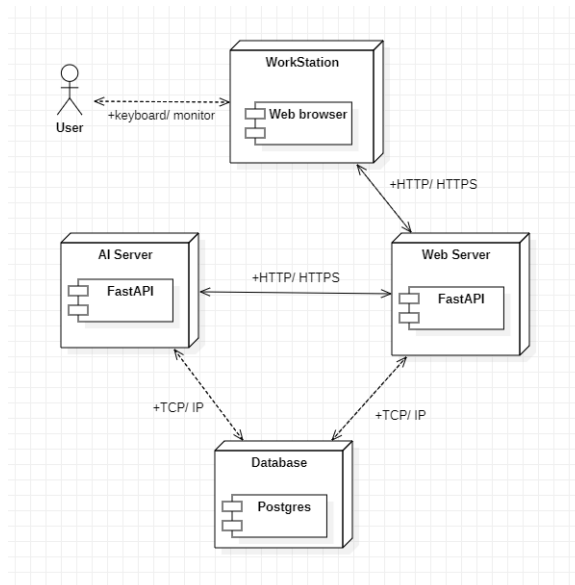 WorkStation
Web browser
User
+keyboard/ monitor
+HTTP/ HTTPS
AI Server
FastAPI
+HTTP/ HTTPS
Web Server
FastAPI
+TCP/ IP
+TCP/ IP
Database
Postgres